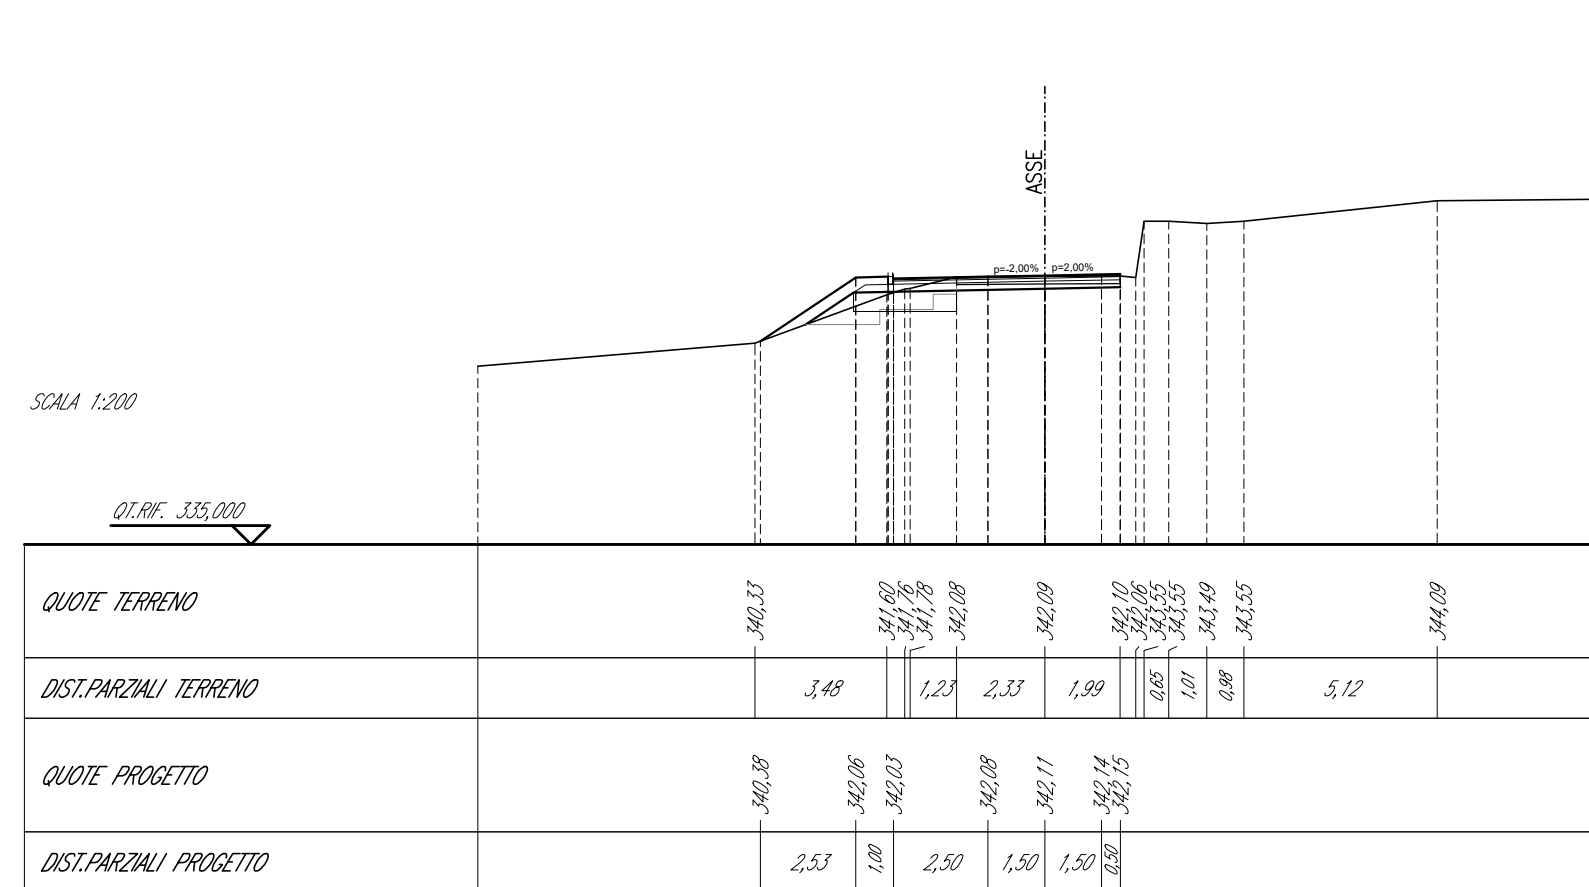 ASSE
p=-2,00% p=2,00%
SCALA 1:200
QT.RIF. 335,000
QUOTE TERRENO 340,33 341,60 341,76 341,78 342,08 342,09 342,10 342,06 343,55 343,55 343,49 343,55 344,09
DIST.PARZIALI TERRENO 3,48 1,23 2,33 1,99 0,65 1,01 0,98 5,12
QUOTE PROGETTO 340,38 342,06 342,03 342,08 342,11 342,14 342,15
DIST.PARZIALI PROGETTO 2,53 1,00 2,50 1,50 1,50 0,50